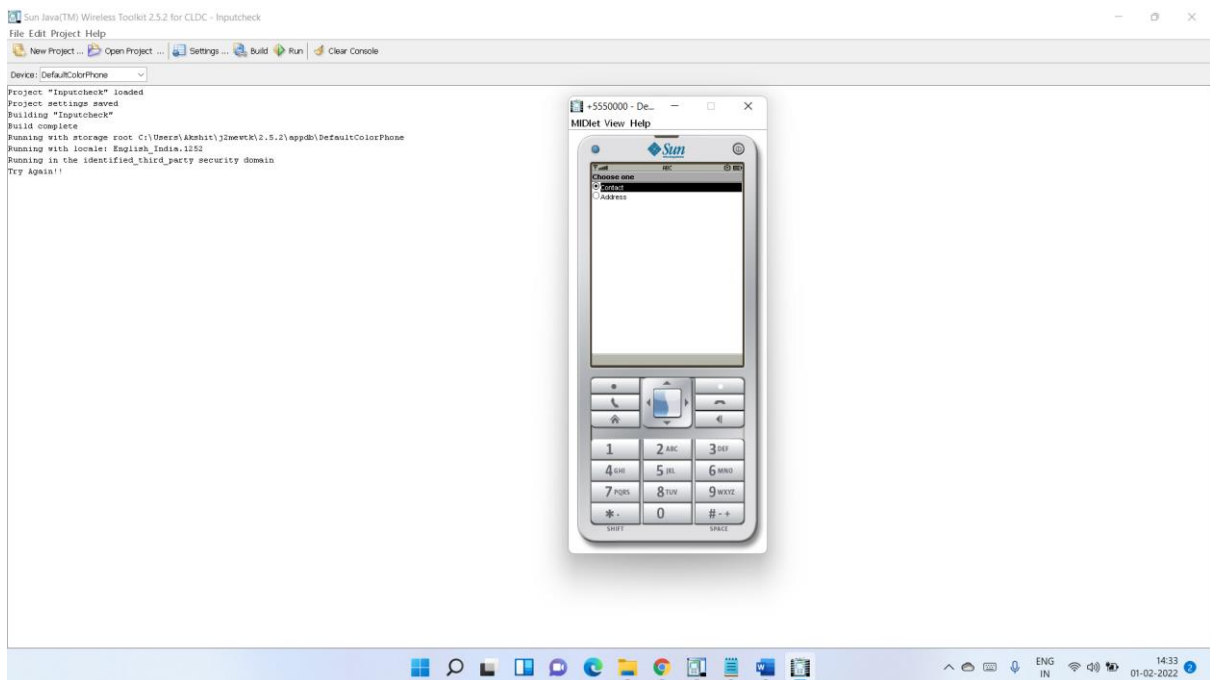 Sun Java(TM) Wireless Toolkit 2.5.2 for CLDC - Inputcheck
File Edit Project Help
New Project ... Open Project ... Settings ... Build Run Clear Console
Device: DefaultColorPhone
Project "Inputcheck" loaded
Project settings saved
Building "Inputcheck"
Build complete
Running with storage root C:\Users\Akshit\j2mewtk\2.5.2\appdb\DefaultColorPhone
Running with locale: English_India.1252
Running in the identified_third_party security domain
Try Again!!
+5550000 - De...
MIDlet View Help
Sun
ABC
Choose one
Contact
Address
1 2 ABC 3 DEF
4 GHI 5 JKL 6 MNO
7 PQRS 8 TUV 9 WXYZ
* . 0 # - +
SHIFT SPACE
ENG
IN
14:33
01-02-2022
2